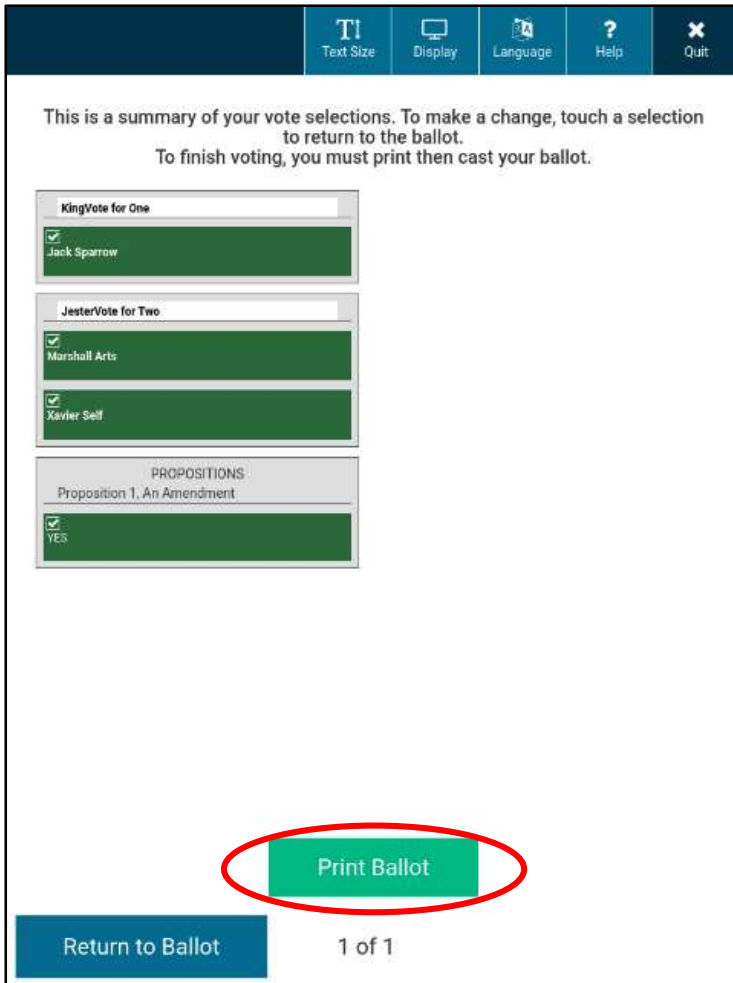 TI
Text Size
Display
Language
Help
Quit
This is a summary of your vote selections. To make a change, touch a selection
to return to the ballot.
To finish voting, you must print then cast your ballot.
KingVote for One
Jack Sparrow
JesterVote for Two
Marshall Arts
Xavier Self
PROPOSITIONS
Proposition 1, An Amendment
YES
Print Ballot
Return to Ballot
1 of 1